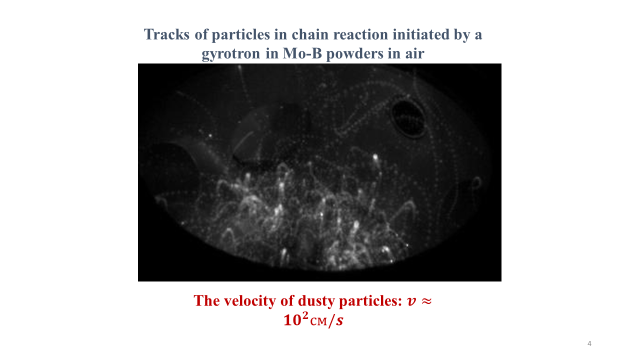 Tracks of particles in chain reaction initiated by a
gyrotron in Mo-B powders in air
The velocity of dusty particles: 𝒗 ≈
𝟏𝟎²см/𝒔
4